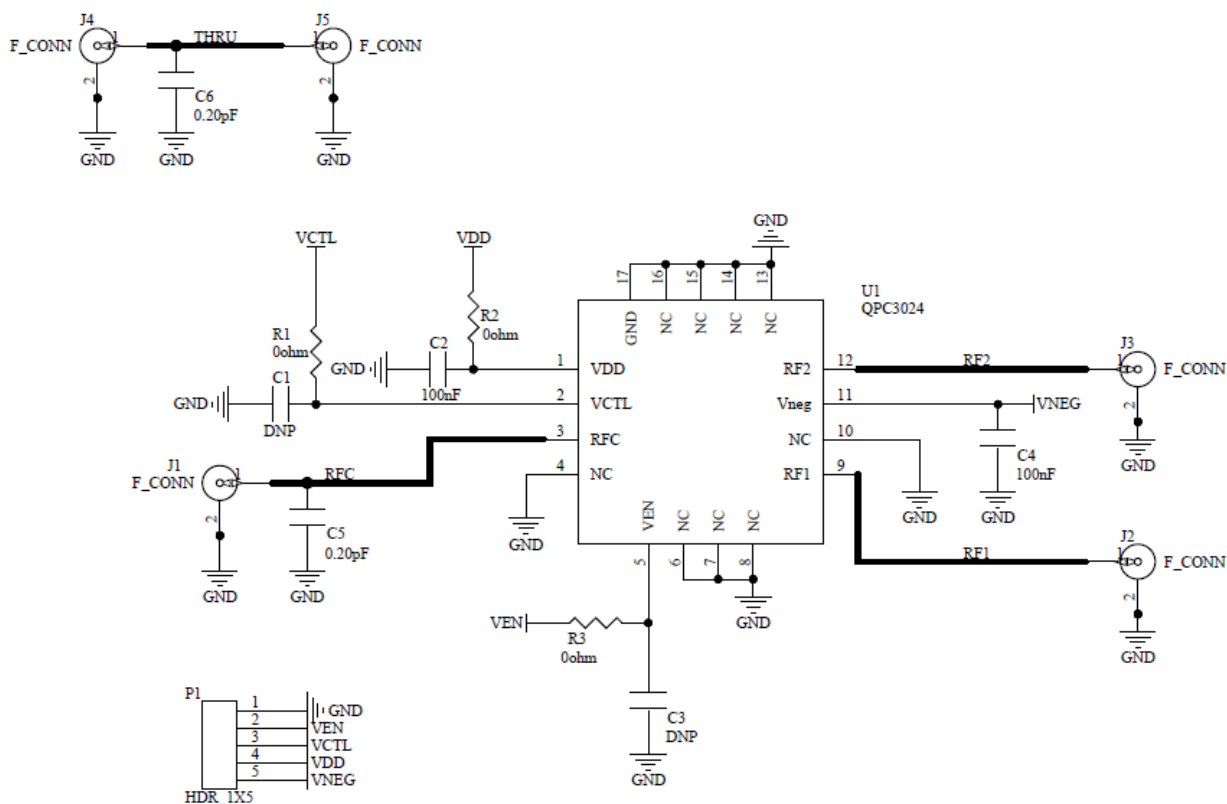 J4
J5
F_CONN
1
THRU
1
F_CONN
2
C6
0.20pF
2
GND
GND
GND
GND
VCTL
VDD
17
16
15
14
13
U1
QPC3024
GND
NC
NC
NC
NC
R1
0ohm
R2
0ohm
C2
GND
100nF
1
VDD
RF2
12
RF2
J3
1
F_CONN
2
GND
C1
GND
DNP
2
VCTL
Vneg
11
VNEG
C4
100nF
GND
3
RFC
NC
10
GND
4
NC
RF1
9
GND
J1
F_CONN
1
RFC
2
C5
0.20pF
GND
GND
VEN
NC
NC
NC
5
6
7
8
GND
RF1
J2
1
F_CONN
2
GND
VEN
R3
0ohm
C3
DNP
GND
P1
1
GND
2
VEN
3
VCTL
4
VDD
5
VNEG
HDR_1X5